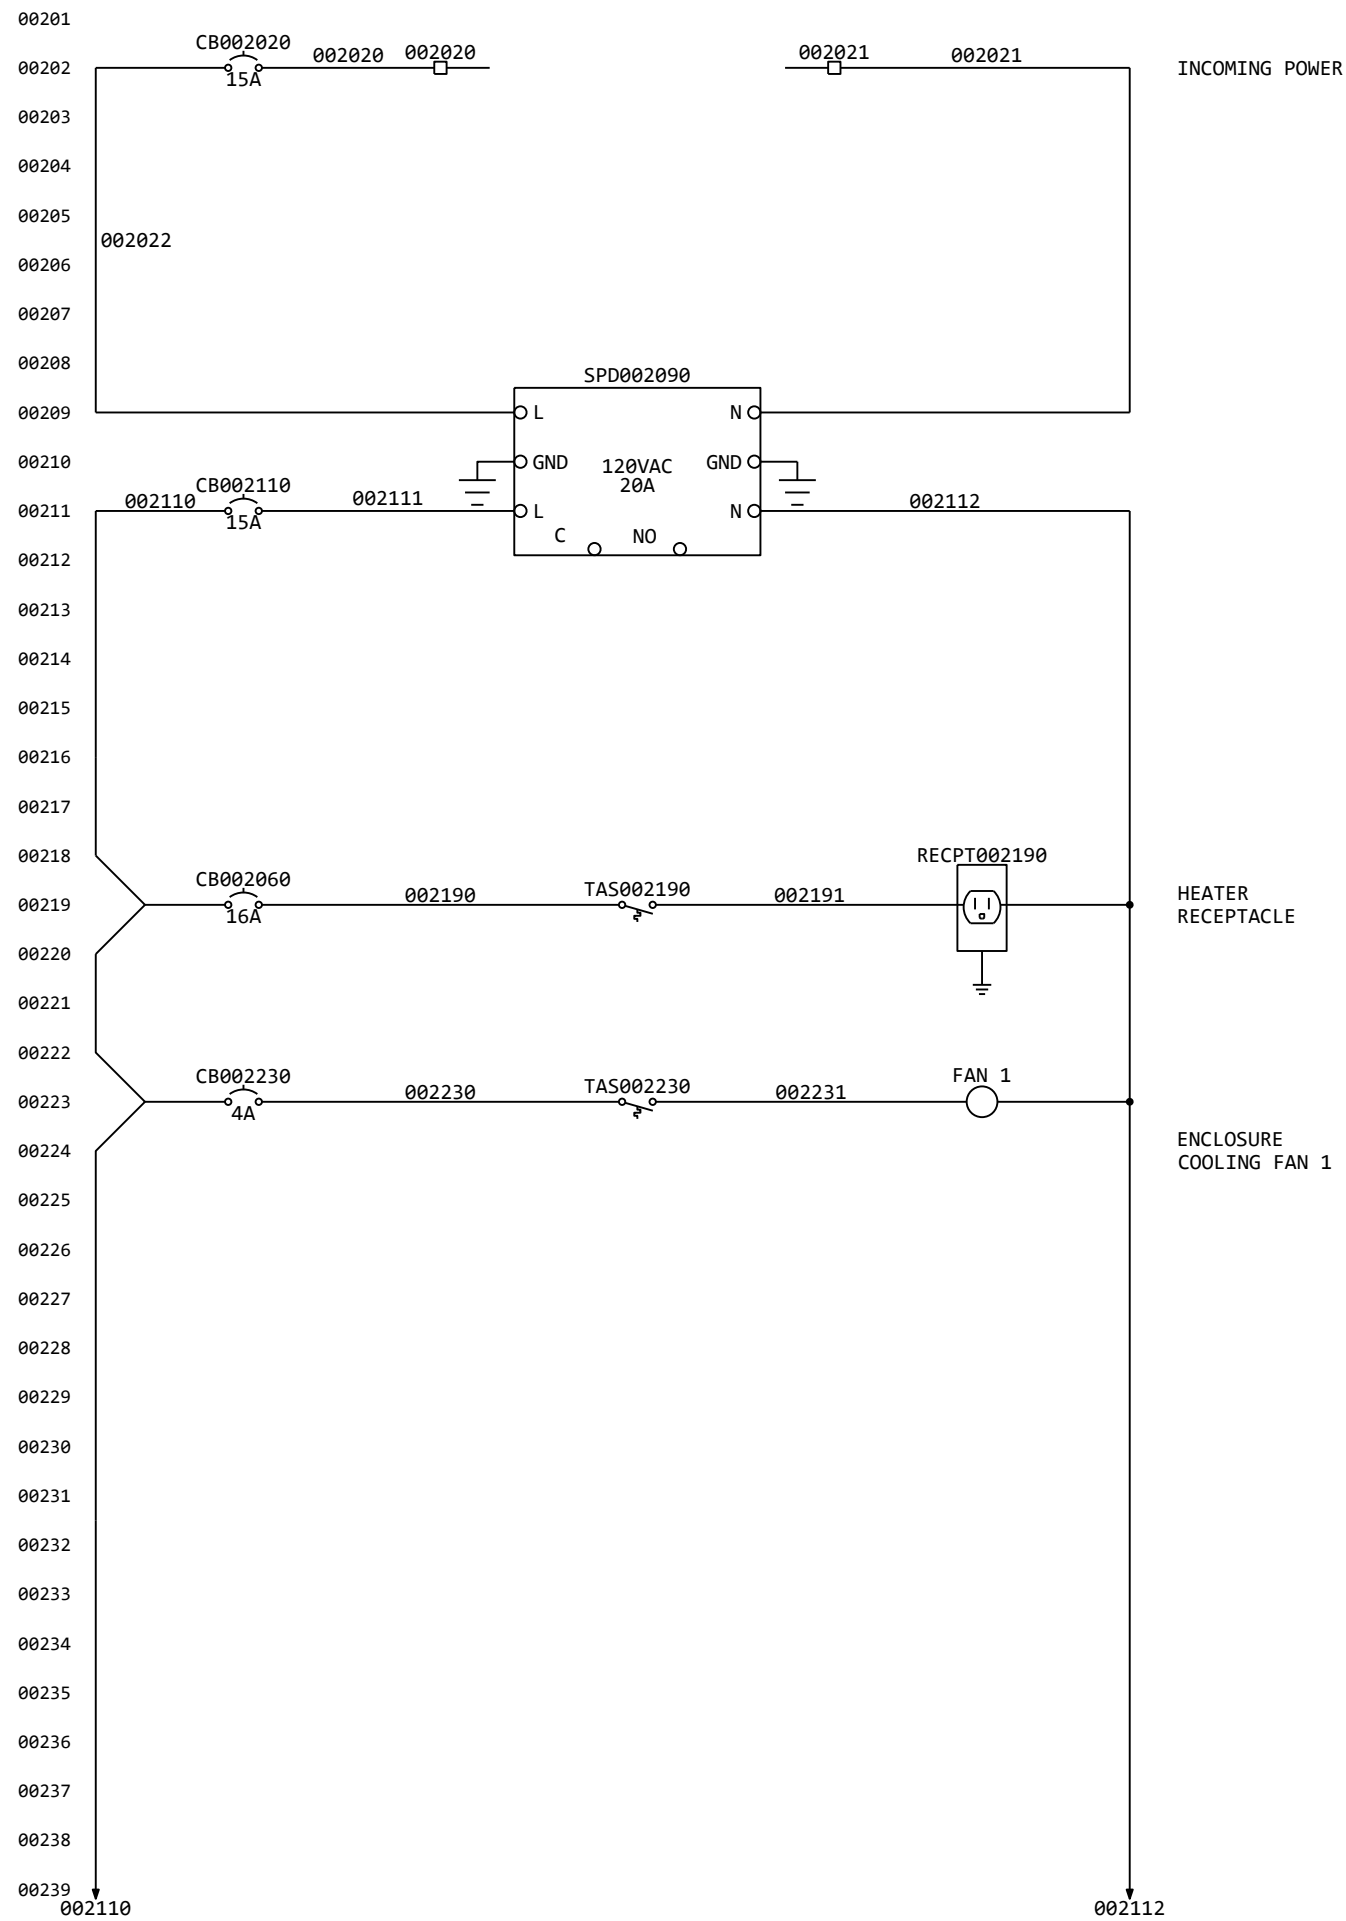 00201
CB002020
002020 002020 002021 002021
00202 15A INCOMING POWER
00203
00204
00205
002022
00206
00207
00208
SPD002090
00209 L N
00210 GND 120VAC GND
20A
CB002110
002110 002111 002112
00211 15A L N
C NO
00212
00213
00214
00215
00216
00217
00218 RECPT002190
CB002060 TAS002190 HEATER
002190 002191
00219 16A RECEPTACLE
00220
00221
00222
CB002230 TAS002230 FAN 1
002230 002231
00223 4A
ENCLOSURE
00224
COOLING FAN 1
00225
00226
00227
00228
00229
00230
00231
00232
00233
00234
00235
00236
00237
00238
00239
002110 002112